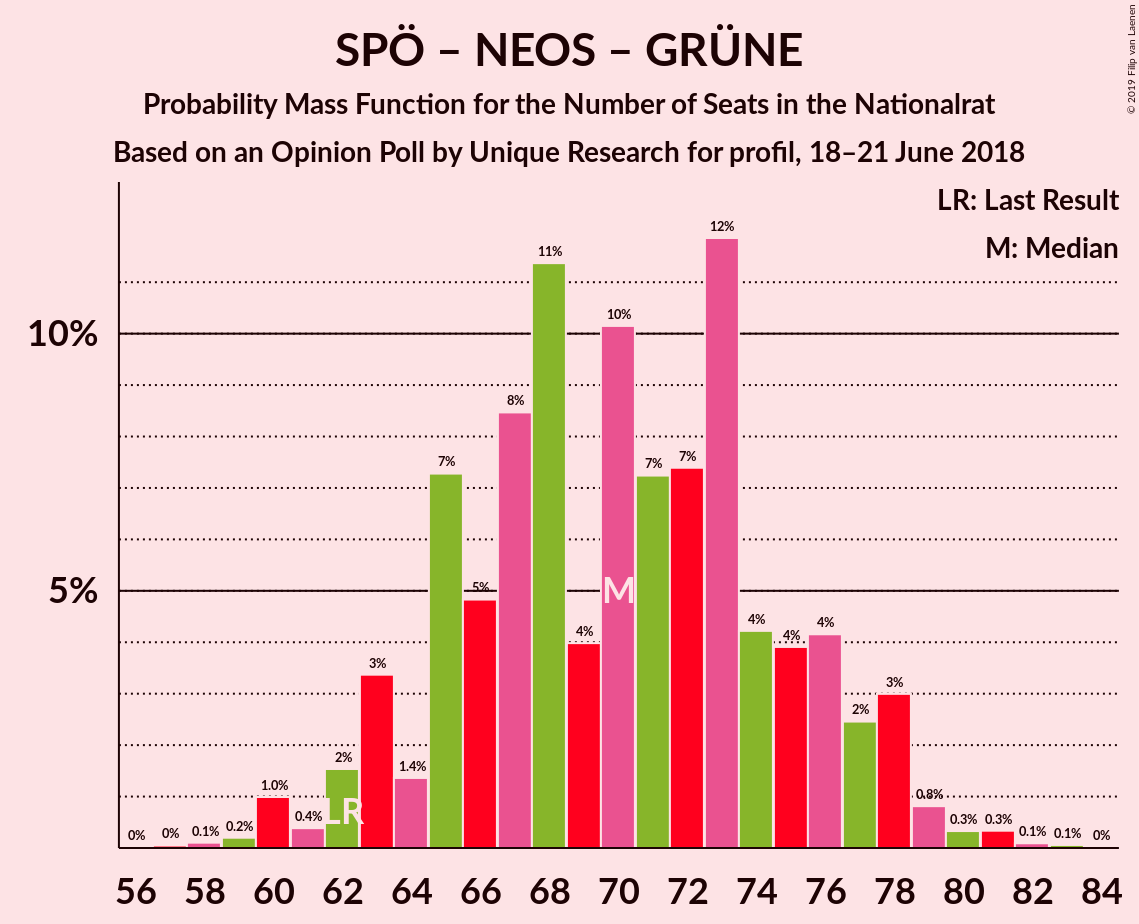 SPÖ – NEOS – GRÜNE
Probability Mass Function for the Number of Seats in the Nationalrat
Based on an Opinion Poll by Unique Research for profil, 18–21 June 2018
© 2019 Filip van Laenen
LR: Last Result
M: Median
10%
5%
0% 0% 0.1% 0.2% 1.0% 0.4% 2% 3% 1.4% 7% 5% 8% 11% 4% 10% 7% 7% 12% 4% 4% 4% 2% 3% 0.8% 0.3% 0.3% 0.1% 0.1% 0%
M
LR
56 58 60 62 64 66 68 70 72 74 76 78 80 82 84